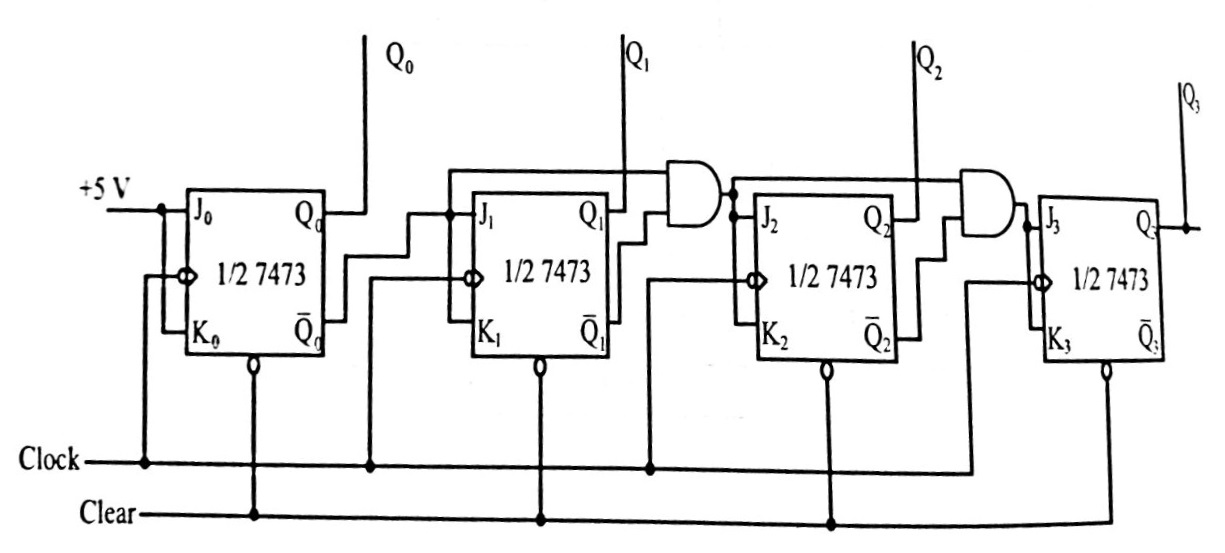 Q₀
Q₁
Q₂
Q₃
+5 V
J₀
Q₀
J₁
Q₁
J₂
Q₂
J₃
Q₃
1/2 7473
1/2 7473
1/2 7473
1/2 7473
K₀
Q̅₀
K₁
Q̅₁
K₂
Q̅₂
K₃
Q̅₃
Clock
Clear